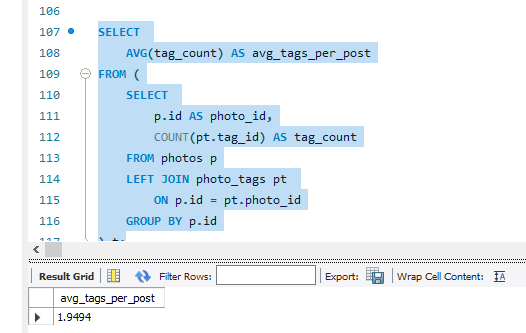 106
107 SELECT
108 AVG(tag_count) AS avg_tags_per_post
109 FROM (
110 SELECT
111 p.id AS photo_id,
112 COUNT(pt.tag_id) AS tag_count
113 FROM photos p
114 LEFT JOIN photo_tags pt
115 ON p.id = pt.photo_id
116 GROUP BY p.id
Result Grid Filter Rows: Export: Wrap Cell Content:
avg_tags_per_post
1.9494